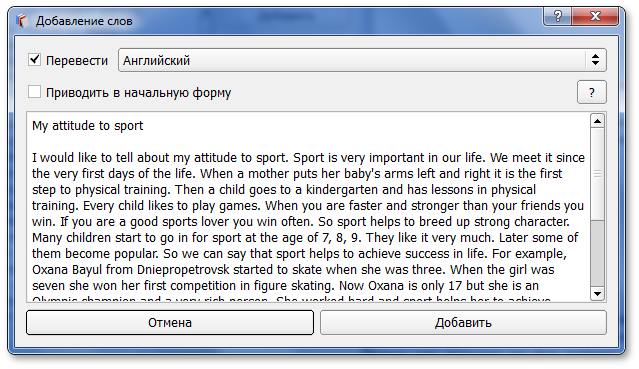 Добавление слов
Перевести
Английский
Приводить в начальную форму
?
My attitude to sport
I would like to tell about my attitude to sport. Sport is very important in our life. We meet it since
the very first days of the life. When a mother puts her baby's arms left and right it is the first
step to physical training. Then a child goes to a kindergarten and has lessons in physical
training. Every child likes to play games. When you are faster and stronger than your friends you
win. If you are a good sports lover you win often. So sport helps to breed up strong character.
Many children start to go in for sport at the age of 7, 8, 9. They like it very much. Later some of
them become popular. So we can say that sport helps to achieve success in life. For example,
Oxana Bayul from Dniepropetrovsk started to skate when she was three. When the girl was
seven she won her first competition in figure skating. Now Oxana is only 17 but she is an
Olympic champion and a very rich person. She worked hard and sport helps her to achieve
Отмена
Добавить